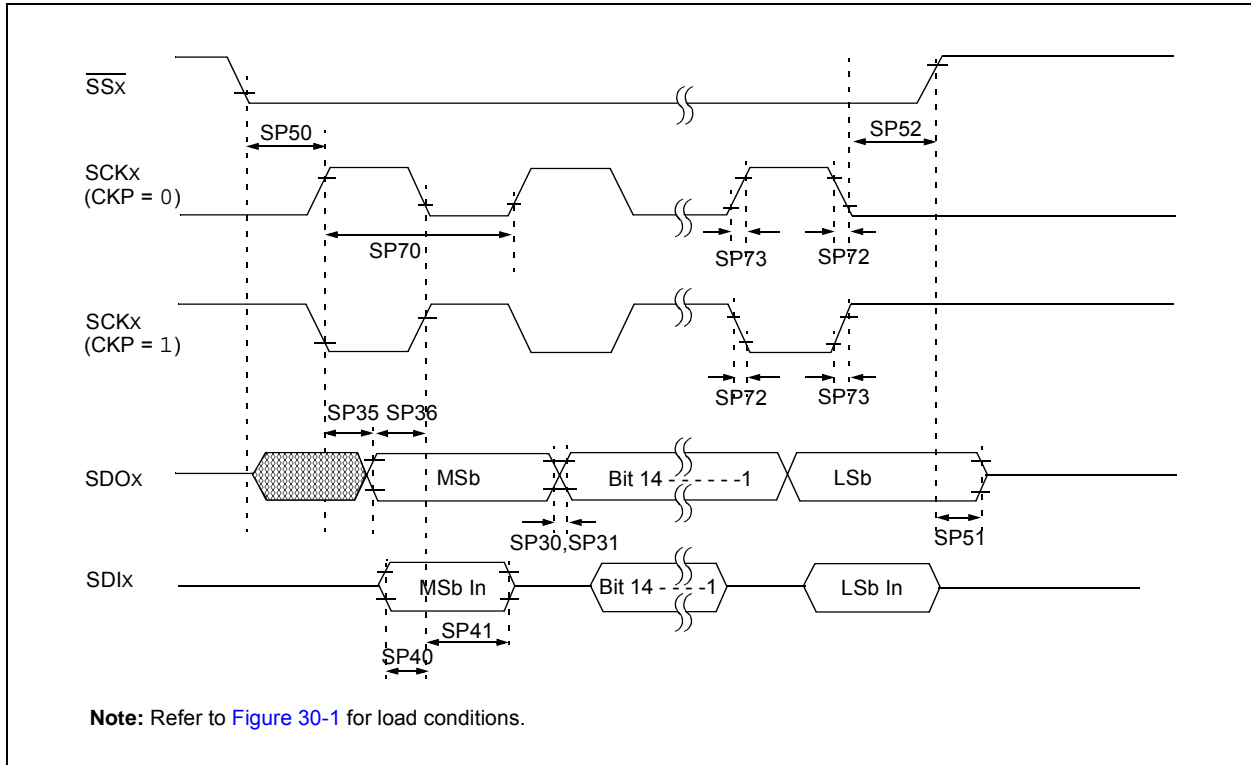 SSx
SP50
SP52
SCKx
(CKP = 0)
SP70
SP73
SP72
SCKx
(CKP = 1)
SP72
SP73
SP35
SP36
SDOx
MSb
Bit 14 - - - - - - -1
LSb
SP30,SP31
SP51
SDIx
MSb In
Bit 14 - - - - -1
LSb In
SP41
SP40
Note: Refer to Figure 30-1 for load conditions.